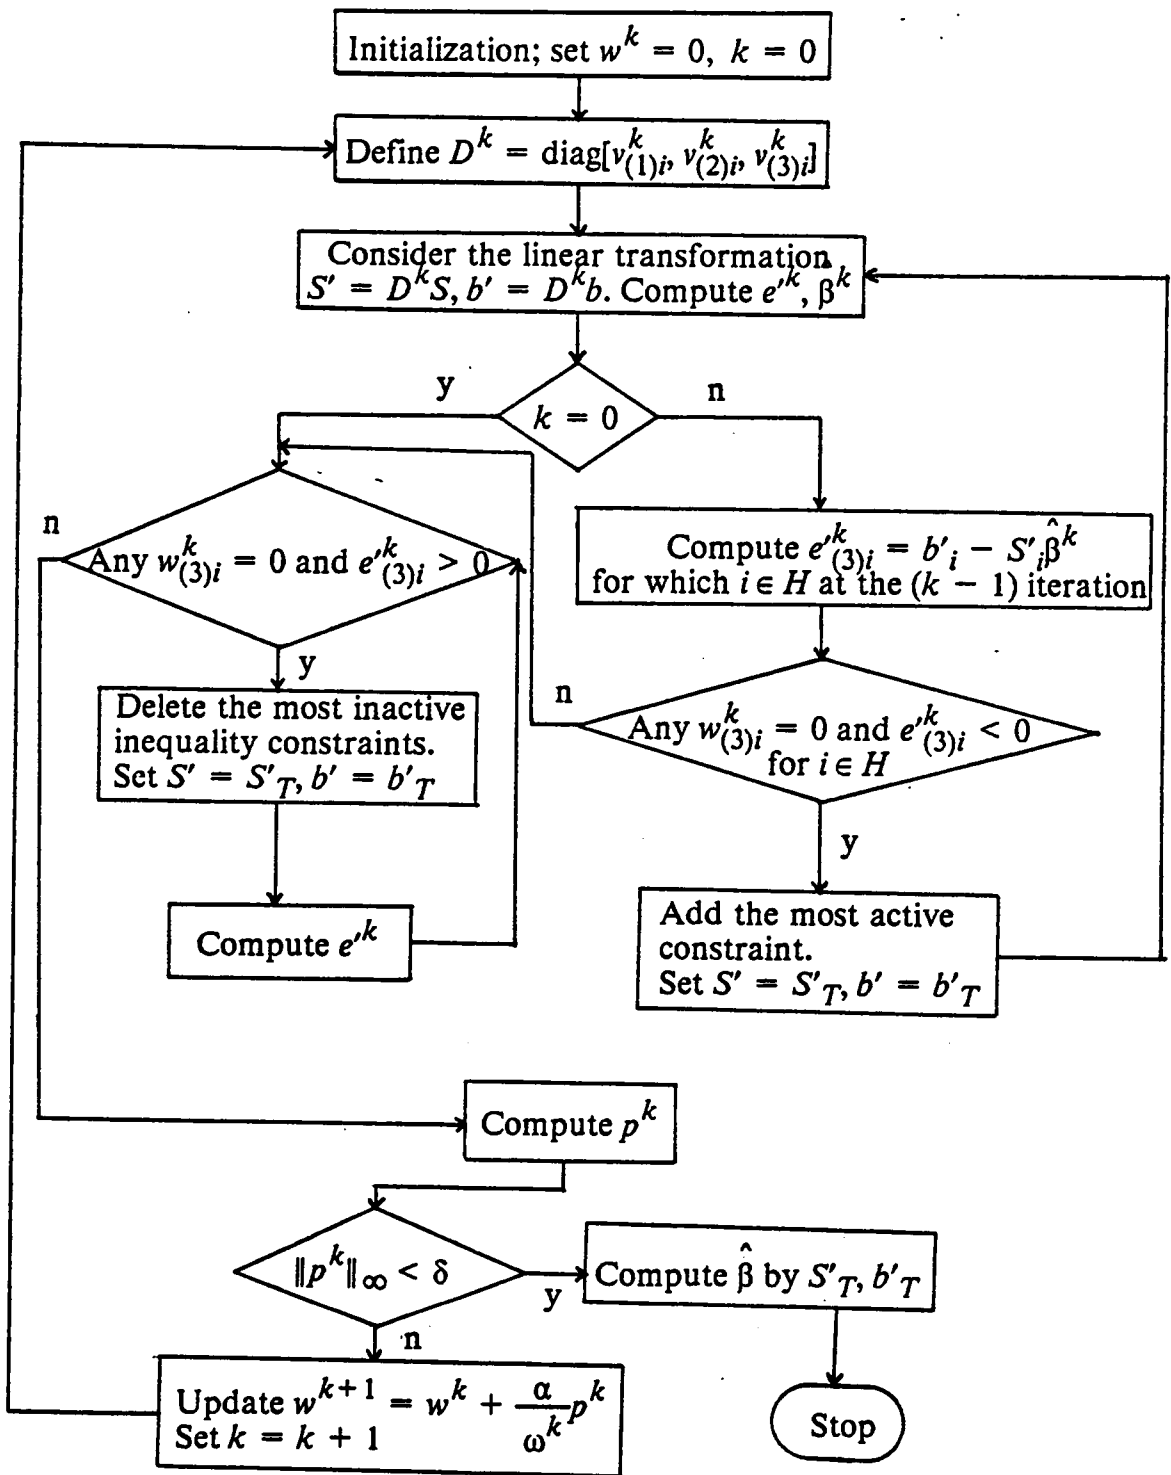 Initialization; set w^k = 0, k = 0
Define D^k = diag[v^k_{(1)i}, v^k_{(2)i}, v^k_{(3)i}]
Consider the linear transformation
S' = D^k S, b' = D^k b. Compute e'^k, β^k
y
n
k = 0
n
Any w^k_{(3)i} = 0 and e'^k_{(3)i} > 0
y
Delete the most inactive
inequality constraints.
Set S' = S'_T, b' = b'_T
Compute e'^k
Compute e'^k_{(3)i} = b'_i − S'_i β̂^k
for which i ∈ H at the (k − 1) iteration
n
Any w^k_{(3)i} = 0 and e'^k_{(3)i} < 0
for i ∈ H
y
Add the most active
constraint.
Set S' = S'_T, b' = b'_T
Compute p^k
‖p^k‖_∞ < δ
y
Compute β̂ by S'_T, b'_T
n
Update w^{k+1} = w^k + α/ω^k p^k
Set k = k + 1
Stop